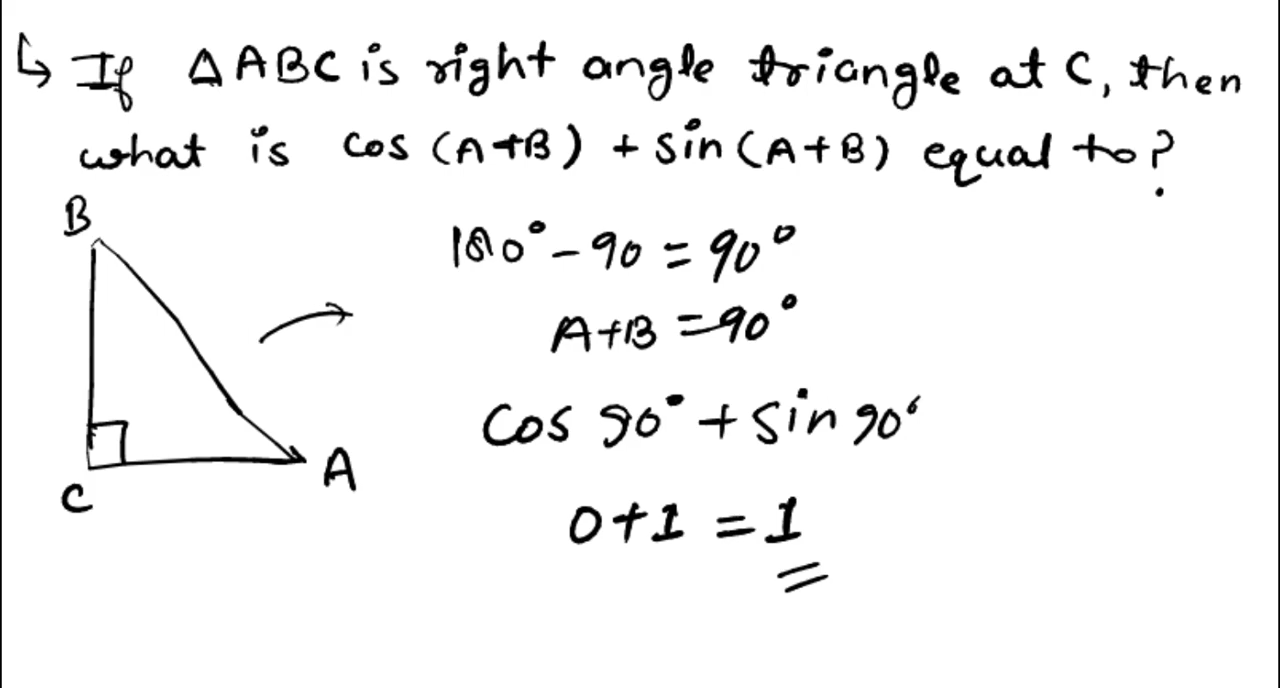 ↳ If ΔABC is right angle triangle at C, then
what is cos (A+B) + sin(A+B) equal to?
B
C
A
180° - 90 = 90°
A+B = 90°
cos 90° + sin 90°
0+1 = 1